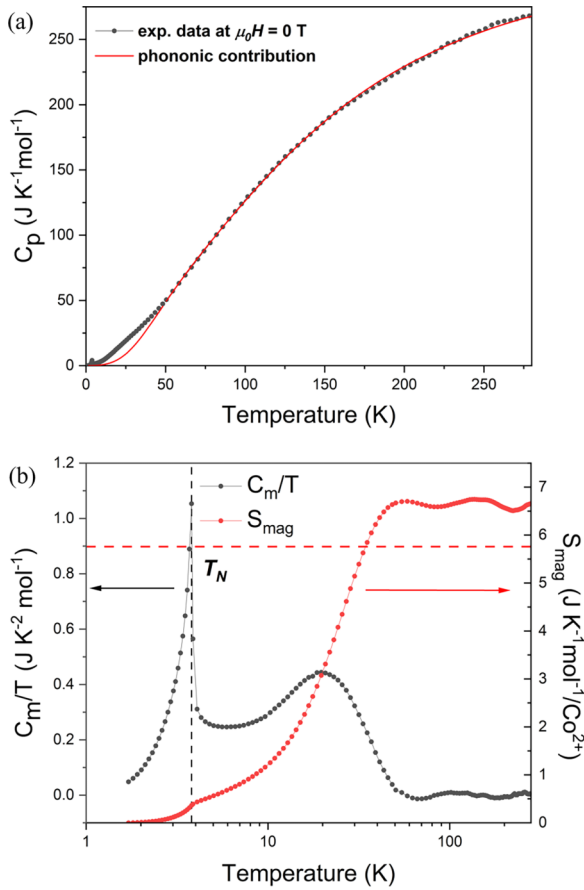 (a)
exp. data at μ₀H = 0 T
phononic contribution
Cp (J K⁻¹mol⁻¹)
250
200
150
100
50
0
0 50 100 150 200 250
Temperature (K)
(b)
Cm/T
Smag
TN
Cm/T (J K⁻² mol⁻¹)
1.2
1.0
0.8
0.6
0.4
0.2
0.0
Smag (J K⁻¹mol⁻¹/Co²⁺)
7
6
5
4
3
2
1
0
1 10 100
Temperature (K)